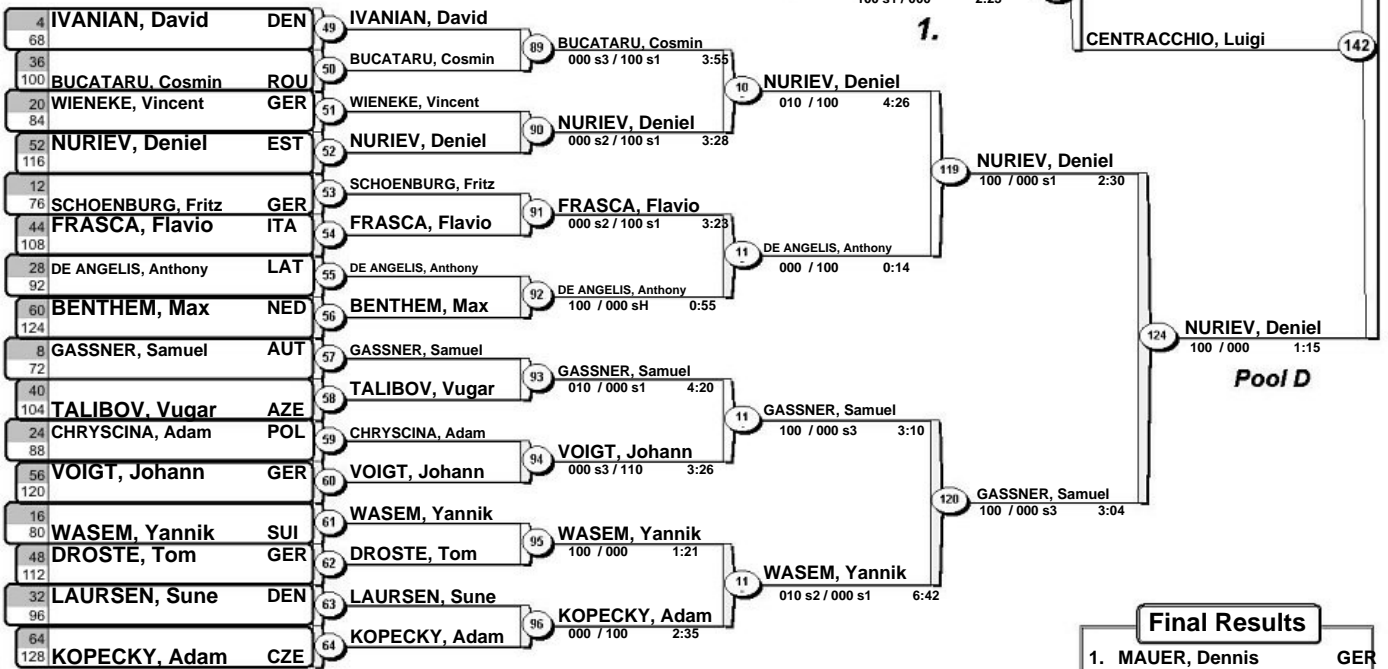 100 s1 / 000 2:23
1.
CENTRACCHIO, Luigi
142
4 IVANIAN, David DEN
68
36
100 BUCATARU, Cosmin ROU
20 WIENEKE, Vincent GER
84
52 NURIEV, Deniel EST
116
12
76 SCHOENBURG, Fritz GER
44 FRASCA, Flavio ITA
108
28 DE ANGELIS, Anthony LAT
92
60 BENTHEM, Max NED
124
8 GASSNER, Samuel AUT
72
40
104 TALIBOV, Vugar AZE
24 CHRYSCINA, Adam POL
88
56 VOIGT, Johann GER
120
16
80 WASEM, Yannik SUI
48 DROSTE, Tom GER
112
32 LAURSEN, Sune DEN
96
64
128 KOPECKY, Adam CZE
49 IVANIAN, David
50 BUCATARU, Cosmin
51 WIENEKE, Vincent
52 NURIEV, Deniel
53 SCHOENBURG, Fritz
54 FRASCA, Flavio
55 DE ANGELIS, Anthony
56 BENTHEM, Max
57 GASSNER, Samuel
58 TALIBOV, Vugar
59 CHRYSCINA, Adam
60 VOIGT, Johann
61 WASEM, Yannik
62 DROSTE, Tom
63 LAURSEN, Sune
64 KOPECKY, Adam
89 BUCATARU, Cosmin
000 s3 / 100 s1 3:55
90 NURIEV, Deniel
000 s2 / 100 s1 3:28
91 FRASCA, Flavio
000 s2 / 100 s1 3:23
92 DE ANGELIS, Anthony
100 / 000 sH 0:55
93 GASSNER, Samuel
010 / 000 s1 4:20
94 VOIGT, Johann
000 s3 / 110 3:26
95 WASEM, Yannik
100 / 000 1:21
96 KOPECKY, Adam
000 / 100 2:35
10 NURIEV, Deniel
010 / 100 4:26
11 DE ANGELIS, Anthony
000 / 100 0:14
11 GASSNER, Samuel
100 / 000 s3 3:10
11 WASEM, Yannik
010 s2 / 000 s1 6:42
119 NURIEV, Deniel
100 / 000 s1 2:30
120 GASSNER, Samuel
100 / 000 s3 3:04
124 NURIEV, Deniel
100 / 000 1:15
Pool D
Final Results
1. MAUER, Dennis GER